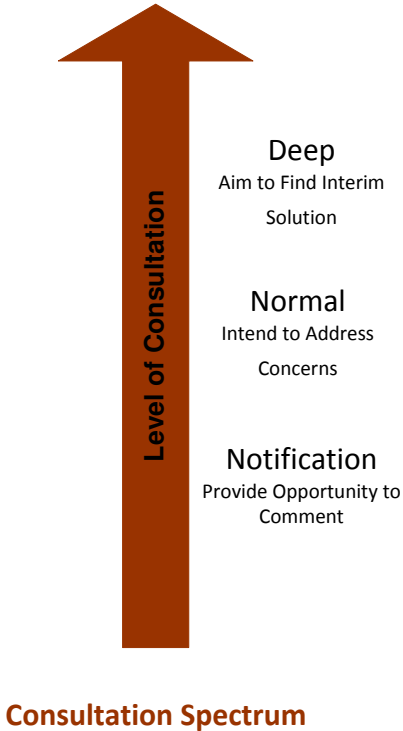 Level of Consultation
Deep
Aim to Find Interim
Solution
Normal
Intend to Address
Concerns
Notification
Provide Opportunity to
Comment
Consultation Spectrum